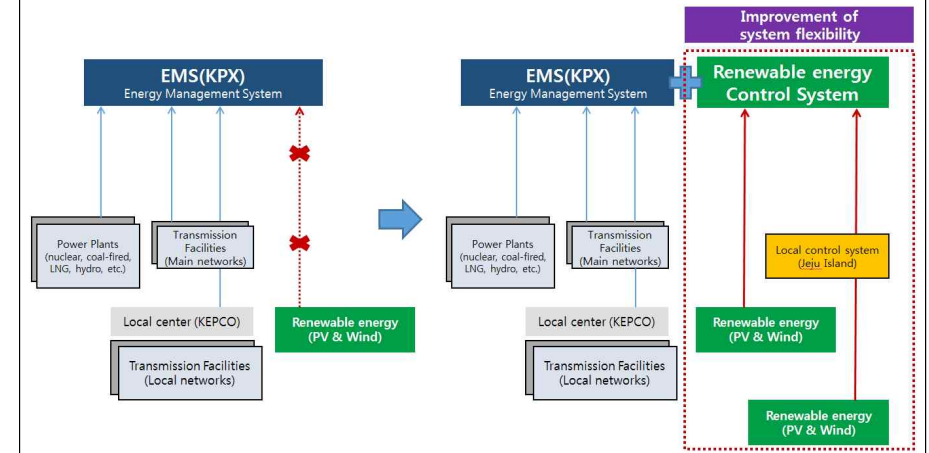 Improvement of
system flexibility
EMS(KPX)
Energy Management System
Power Plants
(nuclear, coal-fired,
LNG, hydro, etc.)
Transmission
Facilities
(Main networks)
Local center (KEPCO)
Transmission Facilities
(Local networks)
Renewable energy
(PV & Wind)
EMS(KPX)
Energy Management System
Renewable energy
Control System
Power Plants
(nuclear, coal-fired,
LNG, hydro, etc.)
Transmission
Facilities
(Main networks)
Local control system
(Jeju Island)
Local center (KEPCO)
Transmission Facilities
(Local networks)
Renewable energy
(PV & Wind)
Renewable energy
(PV & Wind)